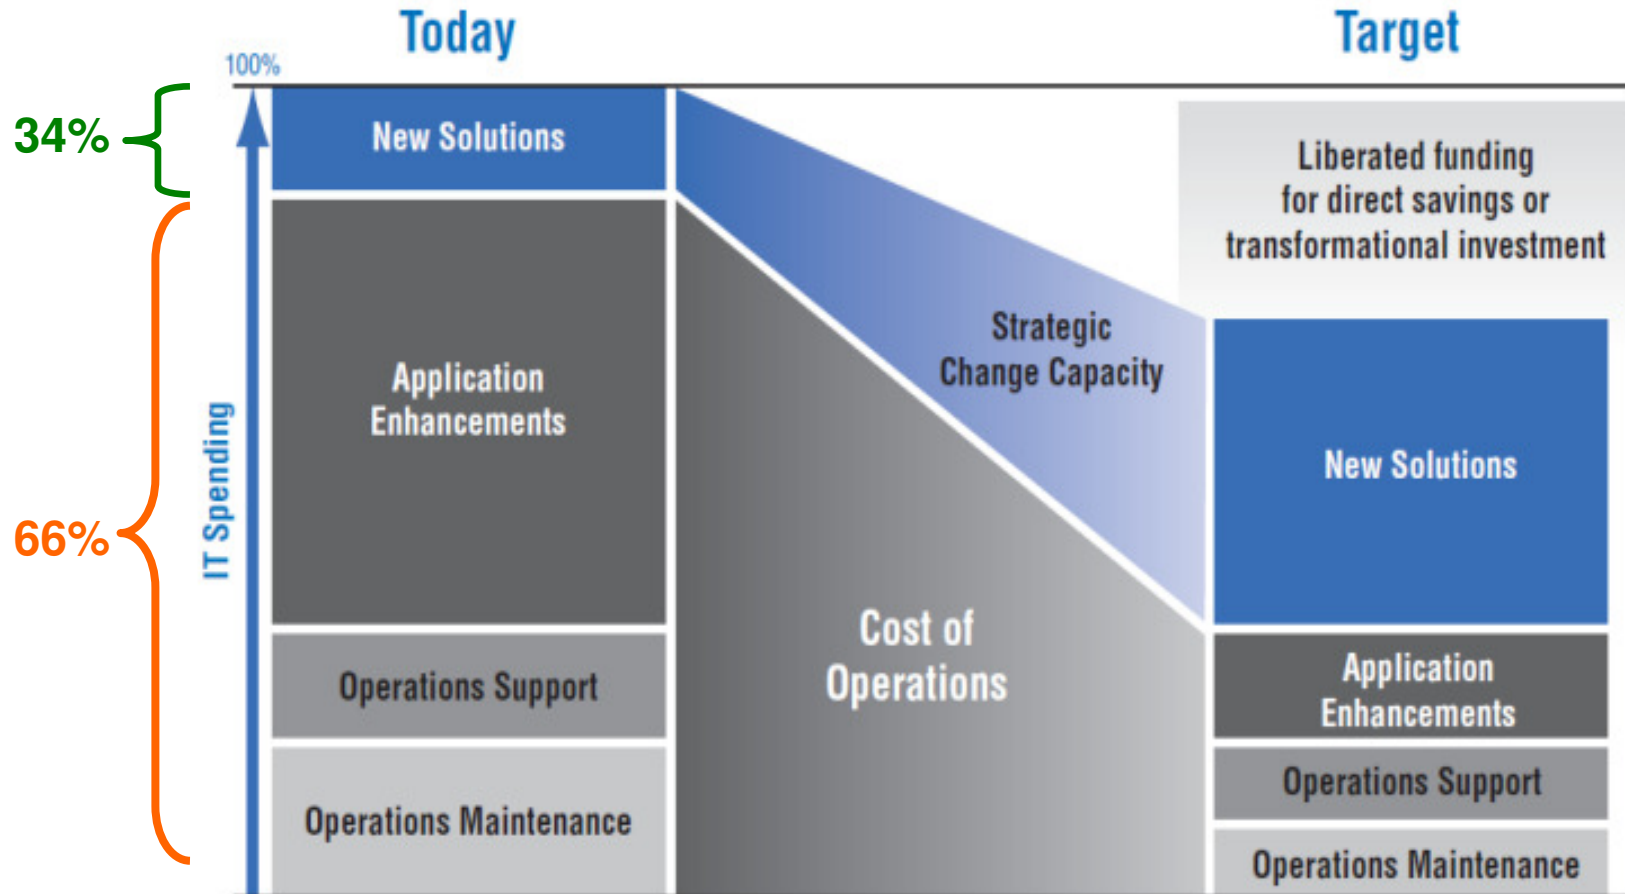 Today
Target
100%
34%
New Solutions
Liberated funding
for direct savings or
transformational investment
66%
IT Spending
Application
Enhancements
Strategic
Change Capacity
New Solutions
Cost of
Operations
Operations Support
Application
Enhancements
Operations Support
Operations Maintenance
Operations Maintenance